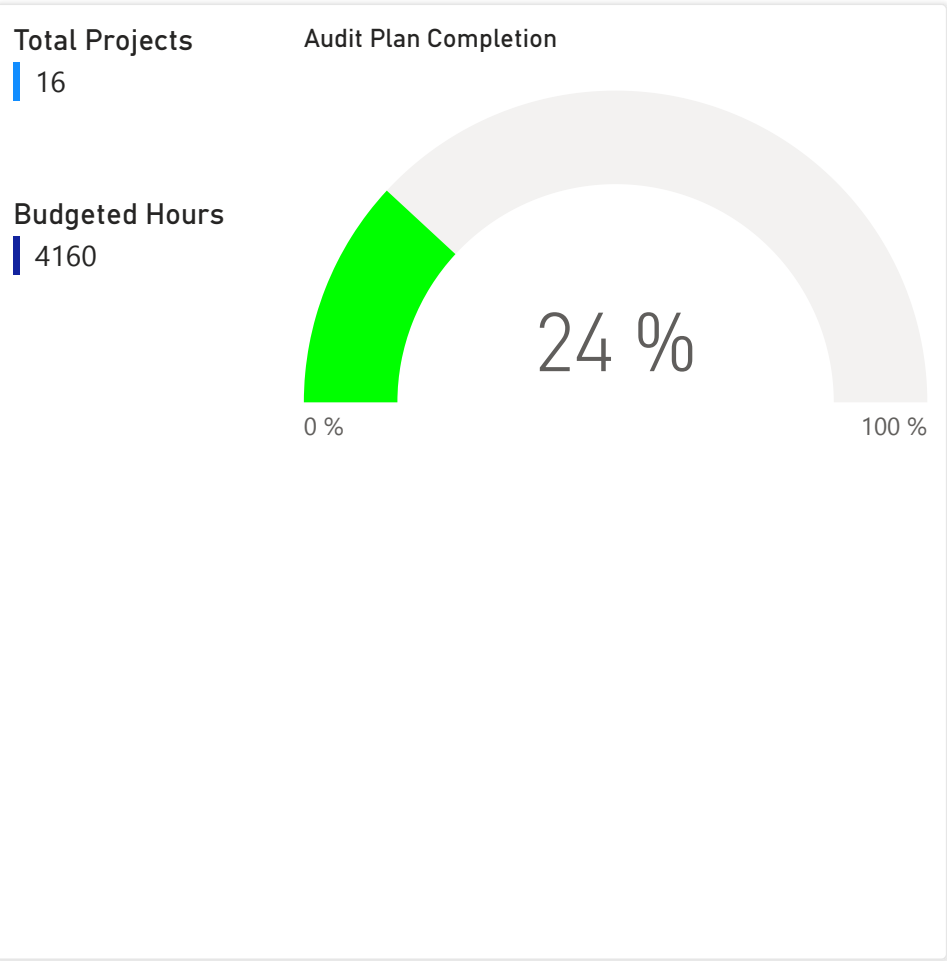 Total Projects
16
Budgeted Hours
4160
Audit Plan Completion
24 %
0 %
100 %